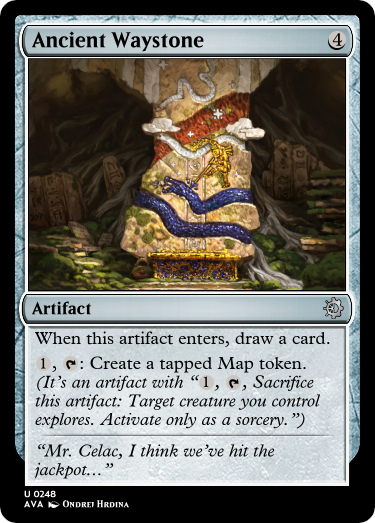 Ancient Waystone 4
Artifact
When this artifact enters, draw a card.
1, : Create a tapped Map token.
(It's an artifact with “1, , Sacrifice
this artifact: Target creature you control
explores. Activate only as a sorcery.”)
“Mr. Celac, I think we've hit the
jackpot…”
U 0248
AVA Ondrej Hrdina